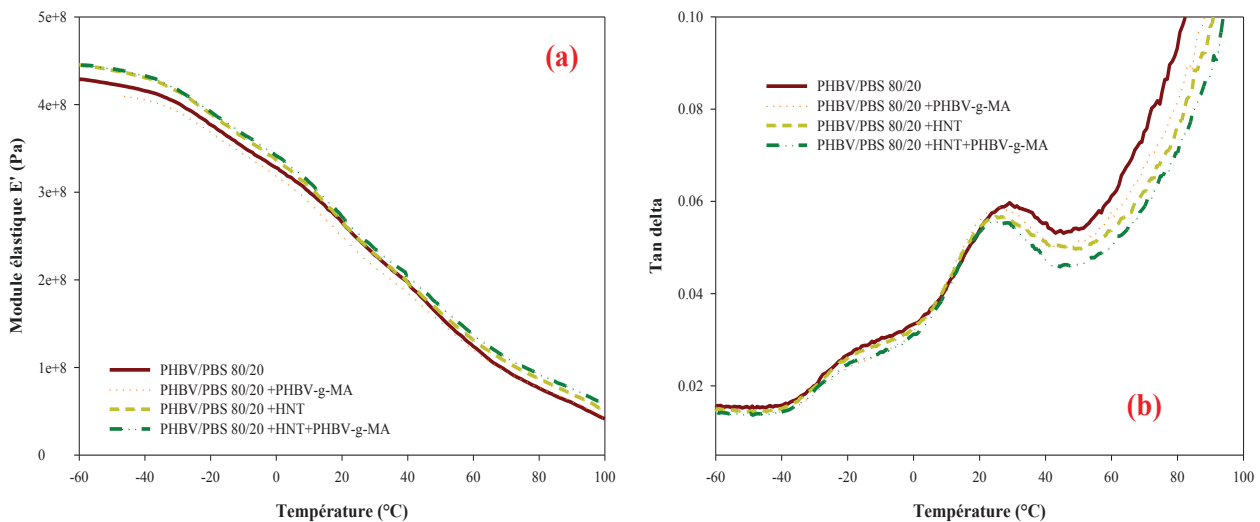 5e+8
4e+8
3e+8
2e+8
1e+8
0
Module élastique E' (Pa)
(a)
PHBV/PBS 80/20
PHBV/PBS 80/20 +PHBV-g-MA
PHBV/PBS 80/20 +HNT
PHBV/PBS 80/20 +HNT+PHBV-g-MA
-60 -40 -20 0 20 40 60 80 100
Température (°C)
0.10
0.08
0.06
0.04
0.02
Tan delta
PHBV/PBS 80/20
PHBV/PBS 80/20 +PHBV-g-MA
PHBV/PBS 80/20 +HNT
PHBV/PBS 80/20 +HNT+PHBV-g-MA
(b)
-60 -40 -20 0 20 40 60 80 100
Température (°C)